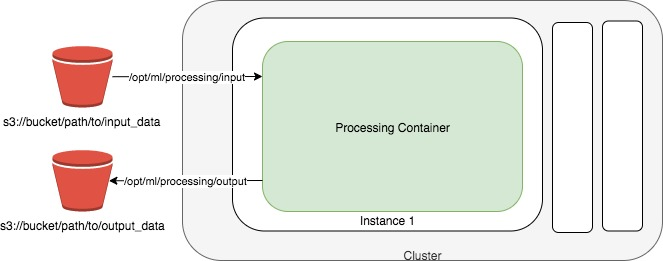 /opt/ml/processing/input
s3://bucket/path/to/input_data
Processing Container
/opt/ml/processing/output
s3://bucket/path/to/output_data
Instance 1
Cluster